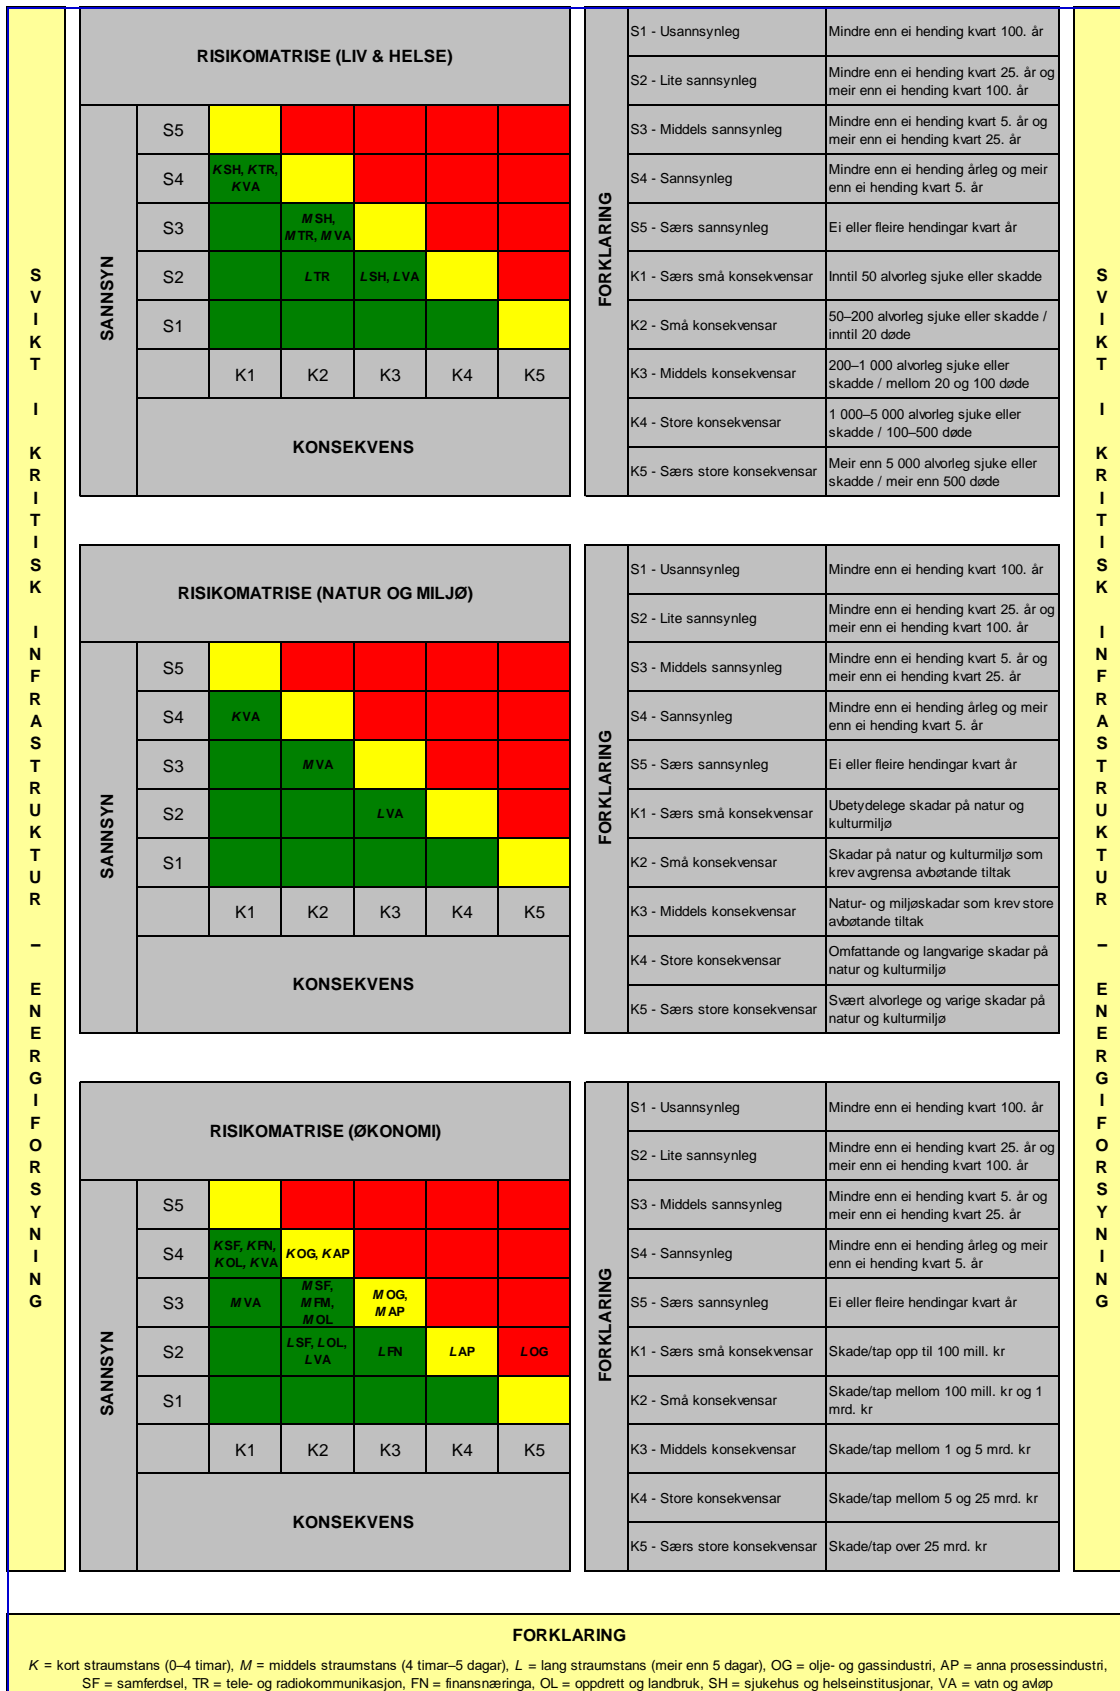 SVIKT I KRITISK INFRASTRUKTUR – ENERGIFORSYNING
RISIKOMATRISE (LIV & HELSE)
SANNSYN
S5
S4
KSH, KTR,
KVA
S3
MSH,
MTR, MVA
S2
LTR
LSH, LVA
S1
K1
K2
K3
K4
K5
KONSEKVENS
FORKLARING
S1 - Usannsynleg
Mindre enn ei hending kvart 100. år
S2 - Lite sannsynleg
Mindre enn ei hending kvart 25. år og
meir enn ei hending kvart 100. år
S3 - Middels sannsynleg
Mindre enn ei hending kvart 5. år og
meir enn ei hending kvart 25. år
S4 - Sannsynleg
Mindre enn ei hending årleg og meir
enn ei hending kvart 5. år
S5 - Særs sannsynleg
Ei eller fleire hendingar kvart år
K1 - Særs små konsekvensar
Inntil 50 alvorleg sjuke eller skadde
K2 - Små konsekvensar
50–200 alvorleg sjuke eller skadde /
inntil 20 døde
K3 - Middels konsekvensar
200–1 000 alvorleg sjuke eller
skadde / mellom 20 og 100 døde
K4 - Store konsekvensar
1 000–5 000 alvorleg sjuke eller
skadde / 100–500 døde
K5 - Særs store konsekvensar
Meir enn 5 000 alvorleg sjuke eller
skadde / meir enn 500 døde
RISIKOMATRISE (NATUR OG MILJØ)
SANNSYN
S5
S4
KVA
S3
MVA
S2
LVA
S1
K1
K2
K3
K4
K5
KONSEKVENS
FORKLARING
S1 - Usannsynleg
Mindre enn ei hending kvart 100. år
S2 - Lite sannsynleg
Mindre enn ei hending kvart 25. år og
meir enn ei hending kvart 100. år
S3 - Middels sannsynleg
Mindre enn ei hending kvart 5. år og
meir enn ei hending kvart 25. år
S4 - Sannsynleg
Mindre enn ei hending årleg og meir
enn ei hending kvart 5. år
S5 - Særs sannsynleg
Ei eller fleire hendingar kvart år
K1 - Særs små konsekvensar
Ubetydelege skadar på natur og
kulturmiljø
K2 - Små konsekvensar
Skadar på natur og kulturmiljø som
krev avgrensa avbøtande tiltak
K3 - Middels konsekvensar
Natur- og miljøskadar som krev store
avbøtande tiltak
K4 - Store konsekvensar
Omfattande og langvarige skadar på
natur og kulturmiljø
K5 - Særs store konsekvensar
Svært alvorlege og varige skadar på
natur og kulturmiljø
RISIKOMATRISE (ØKONOMI)
SANNSYN
S5
S4
KSF, KFN,
KOL, KVA
KOG, KAP
S3
MVA
MSF,
MFM,
MOL
MOG,
MAP
S2
LSF, LOL,
LVA
LFN
LAP
LOG
S1
K1
K2
K3
K4
K5
KONSEKVENS
FORKLARING
S1 - Usannsynleg
Mindre enn ei hending kvart 100. år
S2 - Lite sannsynleg
Mindre enn ei hending kvart 25. år og
meir enn ei hending kvart 100. år
S3 - Middels sannsynleg
Mindre enn ei hending kvart 5. år og
meir enn ei hending kvart 25. år
S4 - Sannsynleg
Mindre enn ei hending årleg og meir
enn ei hending kvart 5. år
S5 - Særs sannsynleg
Ei eller fleire hendingar kvart år
K1 - Særs små konsekvensar
Skade/tap opp til 100 mill. kr
K2 - Små konsekvensar
Skade/tap mellom 100 mill. kr og 1
mrd. kr
K3 - Middels konsekvensar
Skade/tap mellom 1 og 5 mrd. kr
K4 - Store konsekvensar
Skade/tap mellom 5 og 25 mrd. kr
K5 - Særs store konsekvensar
Skade/tap over 25 mrd. kr
SVIKT I KRITISK INFRASTRUKTUR – ENERGIFORSYNING
FORKLARING
K = kort straumstans (0–4 timar), M = middels straumstans (4 timar–5 dagar), L = lang straumstans (meir enn 5 dagar), OG = olje- og gassindustri, AP = anna prosessindustri,
SF = samferdsel, TR = tele- og radiokommunikasjon, FN = finansnæringa, OL = oppdrett og landbruk, SH = sjukehus og helseinstitusjonar, VA = vatn og avløp